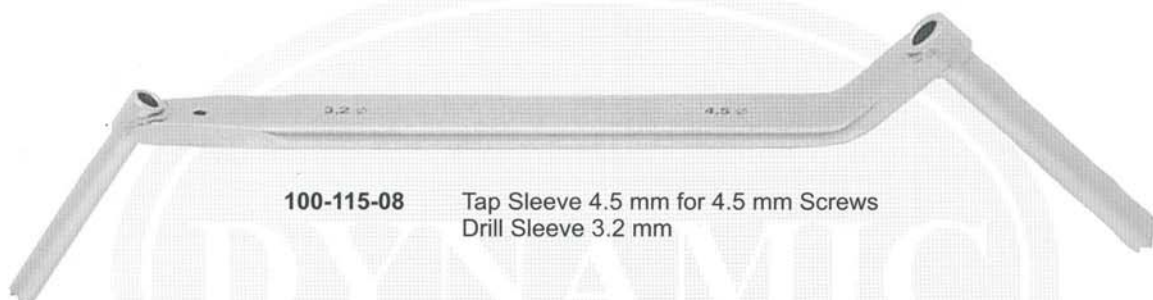 3.2 ⌀ 4.5 ⌀
100-115-08 Tap Sleeve 4.5 mm for 4.5 mm Screws
Drill Sleeve 3.2 mm
DYNAMIC